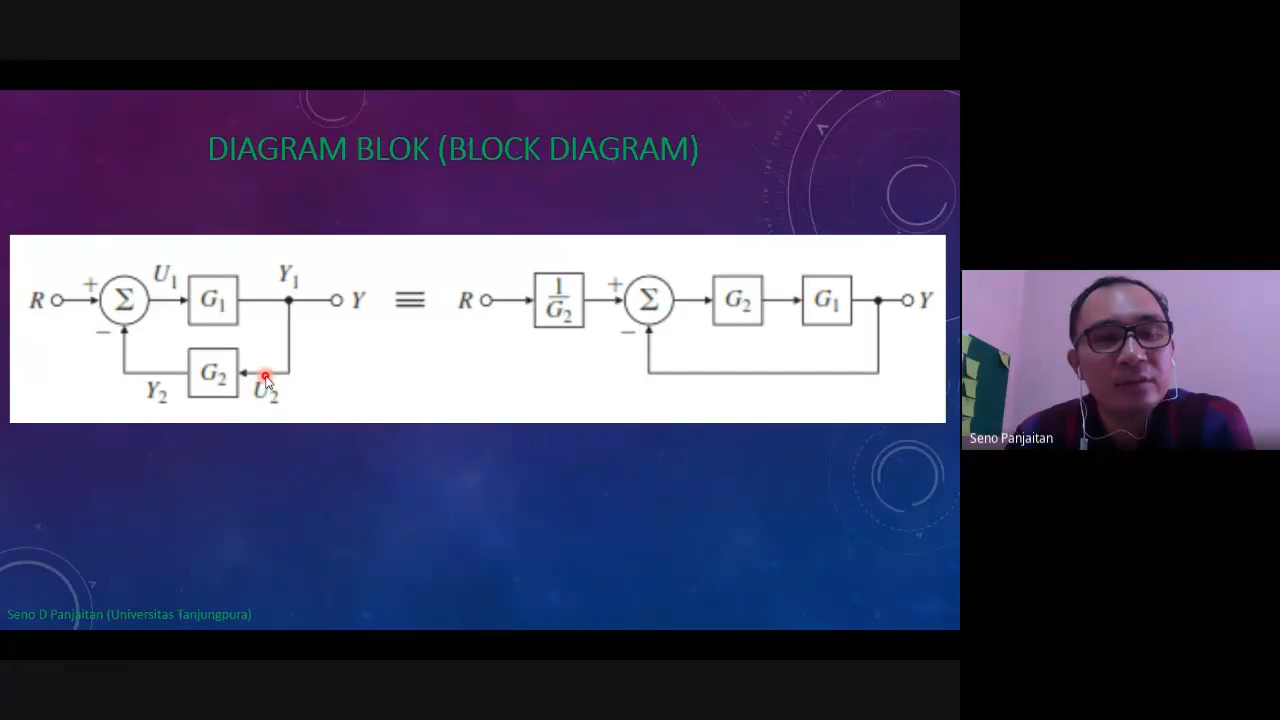 DIAGRAM BLOK (BLOCK DIAGRAM)
R + Σ U₁ G₁ Y₁ Y ≡ R 1/G₂ + Σ G₂ G₁ Y
− Y₂ G₂ U₂ −
Seno D Panjaitan (Universitas Tanjungpura)
Seno Panjaitan